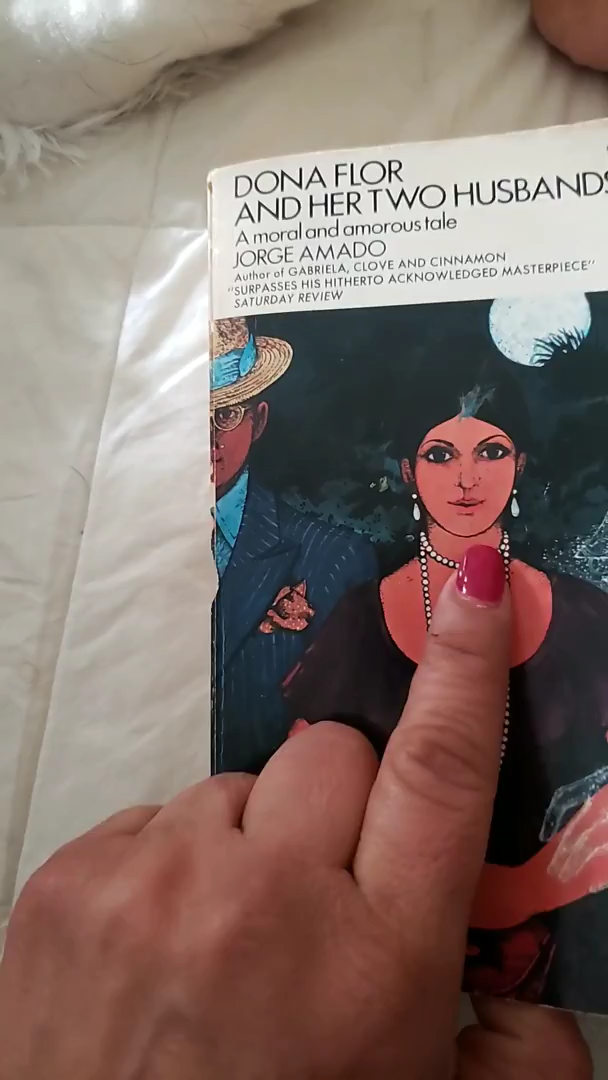 DONA FLOR
AND HER TWO HUSBANDS
A moral and amorous tale
JORGE AMADO
Author of GABRIELA, CLOVE AND CINNAMON
"SURPASSES HIS HITHERTO ACKNOWLEDGED MASTERPIECE"
SATURDAY REVIEW